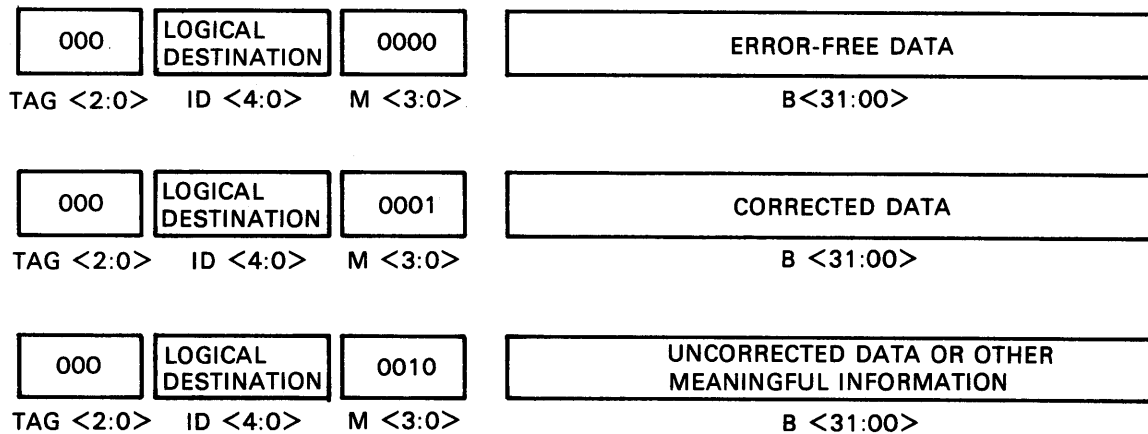 000 LOGICAL DESTINATION 0000 ERROR-FREE DATA
TAG <2:0> ID <4:0> M <3:0> B<31:00>
000 LOGICAL DESTINATION 0001 CORRECTED DATA
TAG <2:0> ID <4:0> M <3:0> B <31:00>
000 LOGICAL DESTINATION 0010 UNCORRECTED DATA OR OTHER MEANINGFUL INFORMATION
TAG <2:0> ID <4:0> M <3:0> B <31:00>